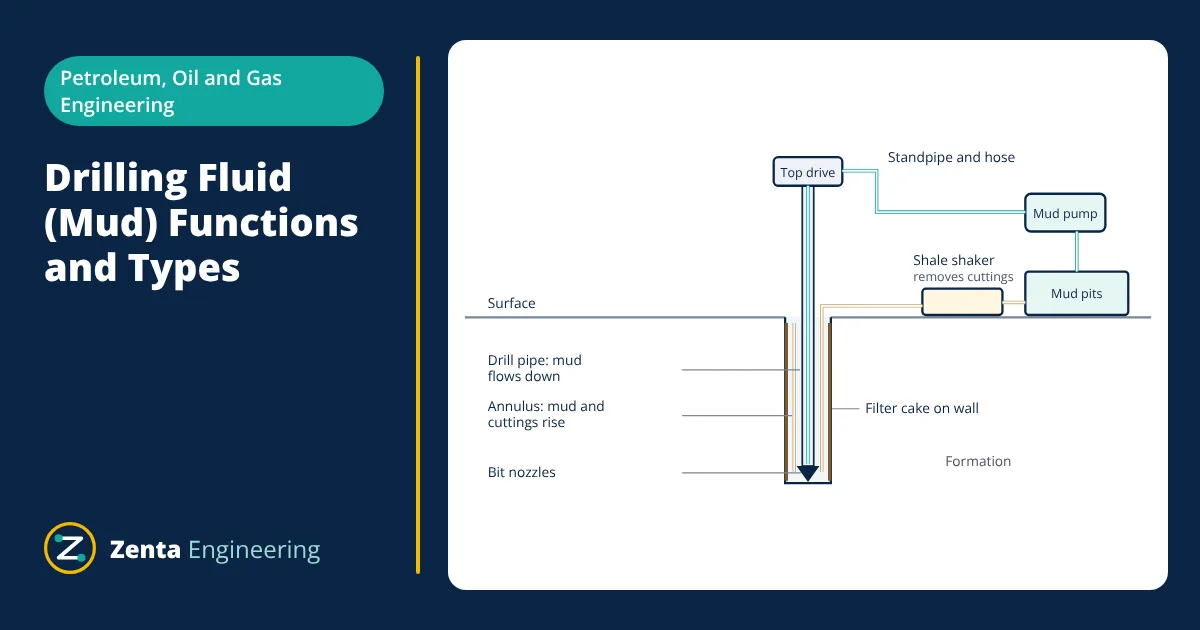 Petroleum, Oil and Gas
Engineering
Drilling Fluid
(Mud) Functions
and Types
Zenta Engineering
Top drive
Standpipe and hose
Mud pump
Shale shaker
removes cuttings
Mud pits
Surface
Drill pipe: mud
flows down
Annulus: mud and
cuttings rise
Filter cake on wall
Formation
Bit nozzles